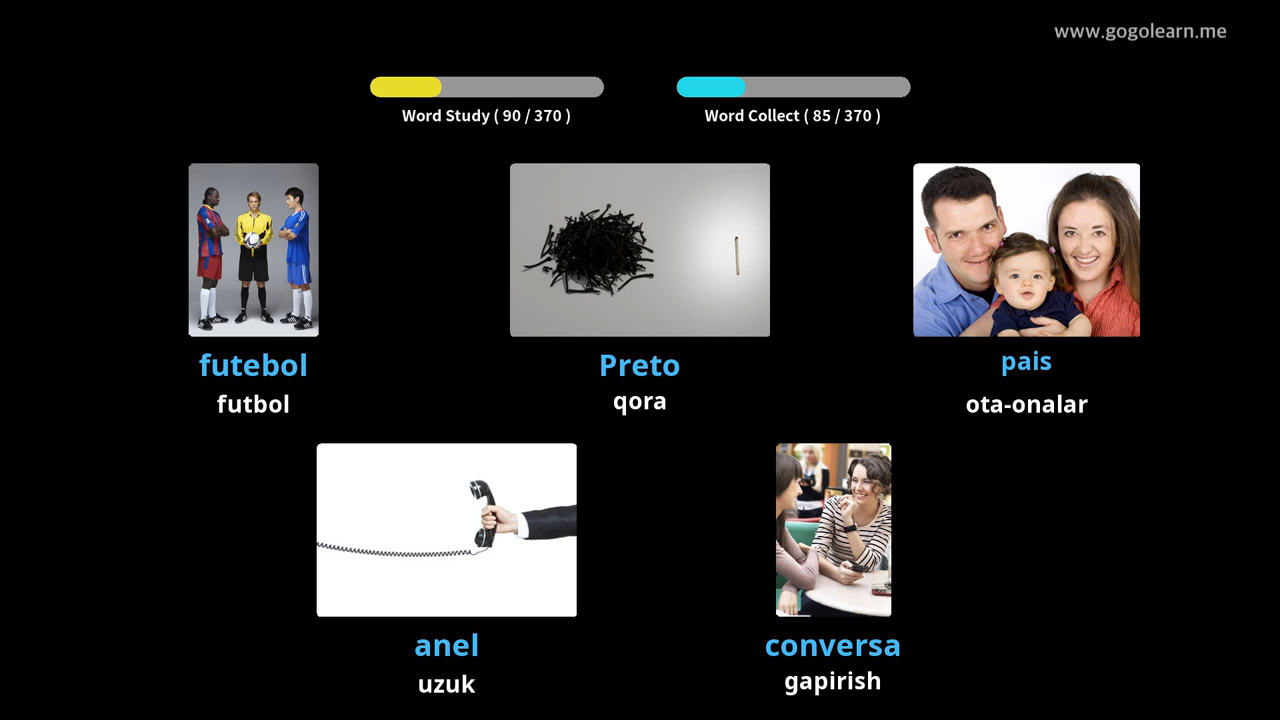 www.gogolearn.me
Word Study ( 90 / 370 )
Word Collect ( 85 / 370 )
futebol
futbol
Preto
qora
pais
ota-onalar
anel
uzuk
conversa
gapirish